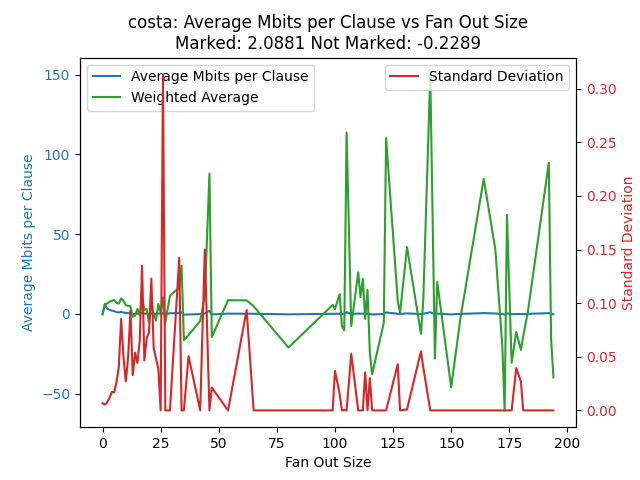 costa: Average Mbits per Clause vs Fan Out Size
Marked: 2.0881 Not Marked: -0.2289
Average Mbits per Clause
Weighted Average
Standard Deviation
150
100
50
0
−50
0.30
0.25
0.20
0.15
0.10
0.05
0.00
Average Mbits per Clause
Standard Deviation
0 25 50 75 100 125 150 175 200
Fan Out Size